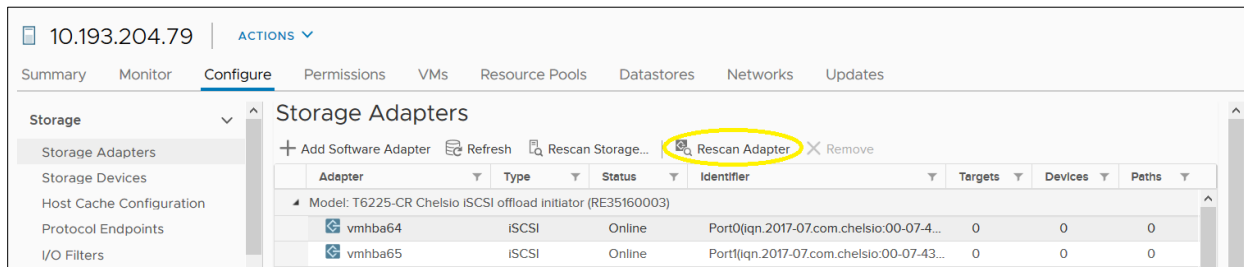 10.193.204.79 ACTIONS
Summary Monitor Configure Permissions VMs Resource Pools Datastores Networks Updates
Storage
Storage Adapters
Storage Devices
Host Cache Configuration
Protocol Endpoints
I/O Filters
Storage Adapters
+ Add Software Adapter Refresh Rescan Storage... Rescan Adapter Remove
Adapter Type Status Identifier Targets Devices Paths
Model: T6225-CR Chelsio iSCSI offload initiator (RE35160003)
vmhba64 iSCSI Online Port0(iqn.2017-07.com.chelsio:00-07-4... 0 0 0
vmhba65 iSCSI Online Port1(iqn.2017-07.com.chelsio:00-07-43... 0 0 0